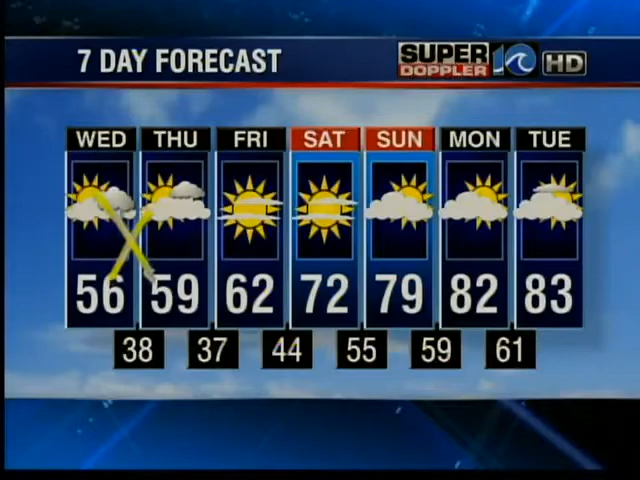 7 DAY FORECAST
SUPER DOPPLER 10 HD
WED THU FRI SAT SUN MON TUE
56 59 62 72 79 82 83
38 37 44 55 59 61